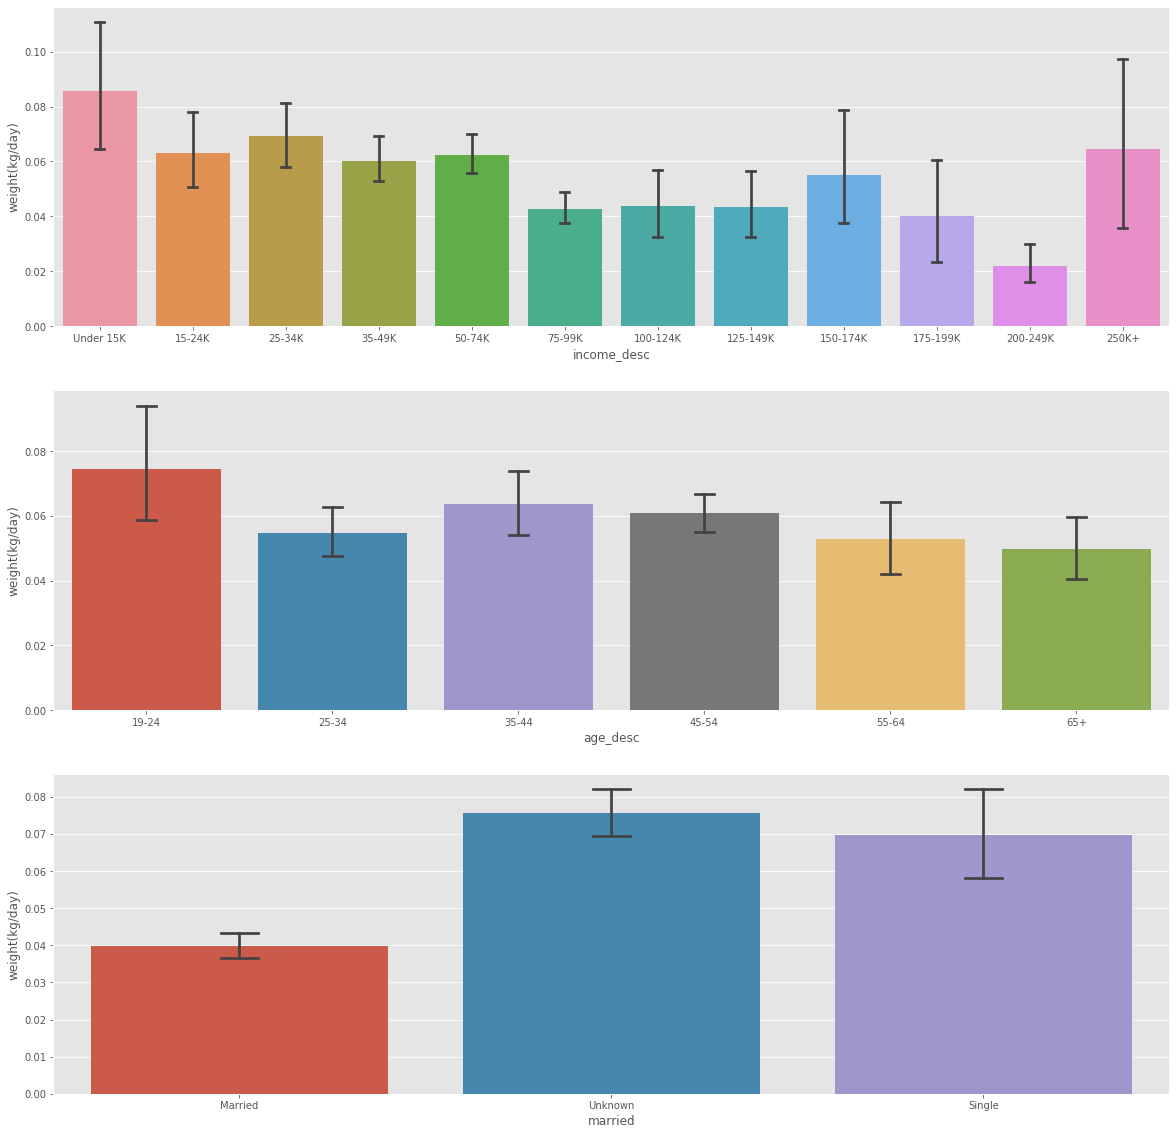 weight(kg/day)
0.10
0.08
0.06
0.04
0.02
0.00
Under 15K 15-24K 25-34K 35-49K 50-74K 75-99K 100-124K 125-149K 150-174K 175-199K 200-249K 250K+
income_desc
weight(kg/day)
0.08
0.06
0.04
0.02
0.00
19-24 25-34 35-44 45-54 55-64 65+
age_desc
weight(kg/day)
0.08
0.07
0.06
0.05
0.04
0.03
0.02
0.01
0.00
Married Unknown Single
married